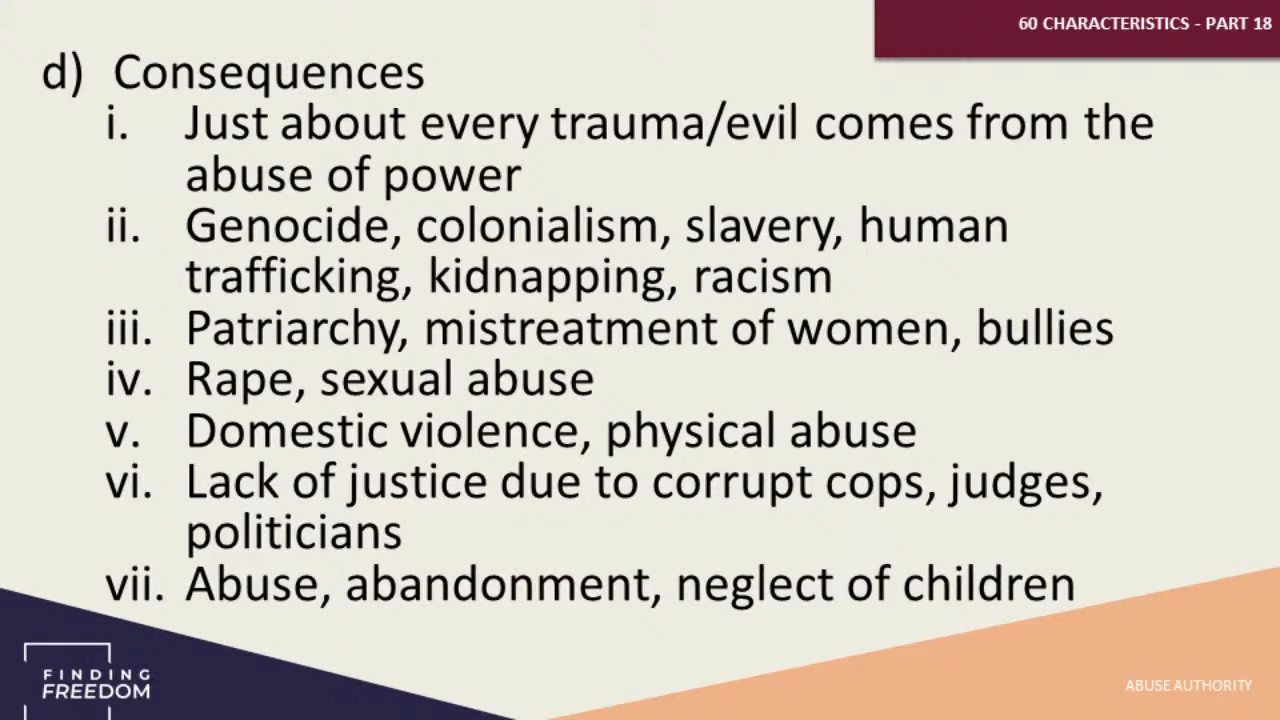 60 CHARACTERISTICS - PART 18
d) Consequences
i. Just about every trauma/evil comes from the
abuse of power
ii. Genocide, colonialism, slavery, human
trafficking, kidnapping, racism
iii. Patriarchy, mistreatment of women, bullies
iv. Rape, sexual abuse
v. Domestic violence, physical abuse
vi. Lack of justice due to corrupt cops, judges,
politicians
vii. Abuse, abandonment, neglect of children
FINDING
FREEDOM
ABUSE AUTHORITY